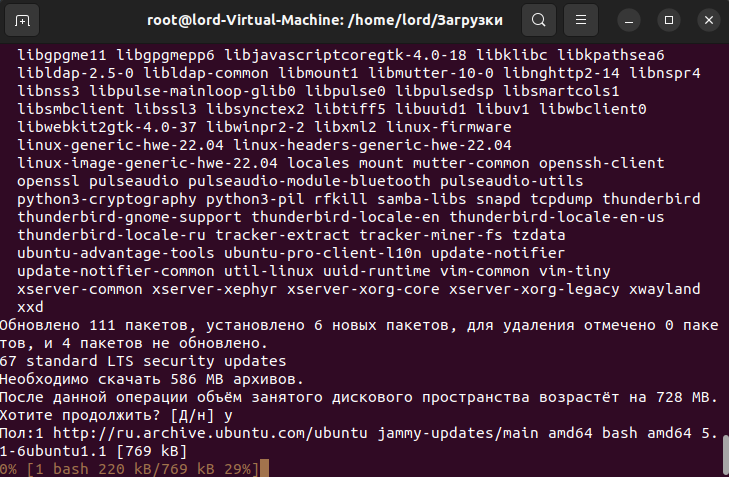 root@lord-Virtual-Machine: /home/lord/Загрузки
libgpgme11 libgpgmepp6 libjavascriptcoregtk-4.0-18 libklibc libkpathsea6
libldap-2.5-0 libldap-common libmount1 libmutter-10-0 libnghttp2-14 libnspr4
libnss3 libpulse-mainloop-glib0 libpulse0 libpulsedsp libsmartcols1
libsmbclient libssl3 libsynctex2 libtiff5 libuuid1 libuv1 libwbclient0
libwebkit2gtk-4.0-37 libwinpr2-2 libxml2 linux-firmware
linux-generic-hwe-22.04 linux-headers-generic-hwe-22.04
linux-image-generic-hwe-22.04 locales mount mutter-common openssh-client
openssl pulseaudio pulseaudio-module-bluetooth pulseaudio-utils
python3-cryptography python3-pil rfkill samba-libs snapd tcpdump thunderbird
thunderbird-gnome-support thunderbird-locale-en thunderbird-locale-en-us
thunderbird-locale-ru tracker-extract tracker-miner-fs tzdata
ubuntu-advantage-tools ubuntu-pro-client-l10n update-notifier
update-notifier-common util-linux uuid-runtime vim-common vim-tiny
xserver-common xserver-xephyr xserver-xorg-core xserver-xorg-legacy xwayland
xxd
Обновлено 111 пакетов, установлено 6 новых пакетов, для удаления отмечено 0 паке
тов, и 4 пакетов не обновлено.
67 standard LTS security updates
Необходимо скачать 586 MB архивов.
После данной операции объём занятого дискового пространства возрастёт на 728 MB.
Хотите продолжить? [Д/н] y
Пол:1 http://ru.archive.ubuntu.com/ubuntu jammy-updates/main amd64 bash amd64 5.
1-6ubuntu1.1 [769 kB]
0% [1 bash 220 kB/769 kB 29%]